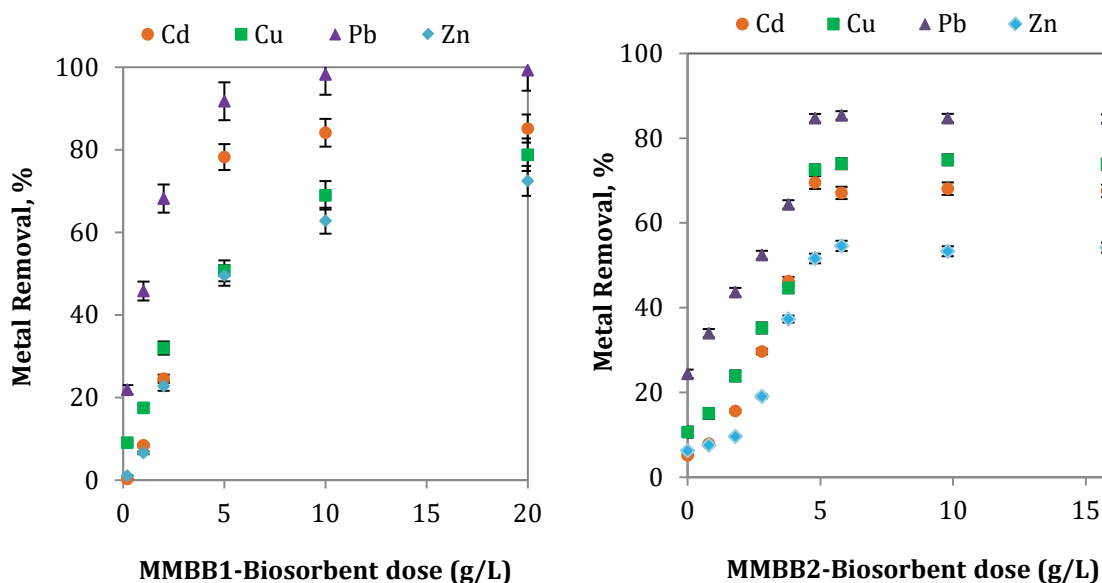 Cd Cu Pb Zn
100
80
60
40
20
0
0 5 10 15 20
Metal Removal, %
MMBB1-Biosorbent dose (g/L)
Cd Cu Pb Zn
100
80
60
40
20
0
0 5 10 15
Metal Removal, %
MMBB2-Biosorbent dose (g/L)